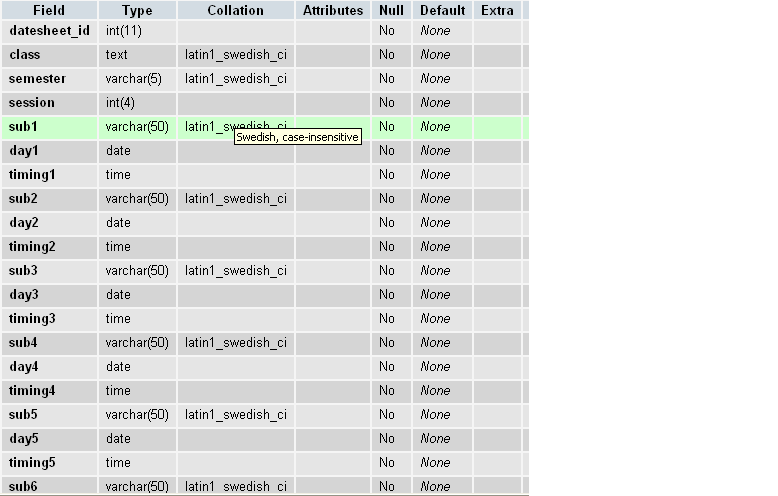 Field Type Collation Attributes Null Default Extra
datesheet_id int(11) No None
class text latin1_swedish_ci No None
semester varchar(5) latin1_swedish_ci No None
session int(4) No None
sub1 varchar(50) latin1_swedish_ci No None
Swedish, case-insensitive
day1 date No None
timing1 time No None
sub2 varchar(50) latin1_swedish_ci No None
day2 date No None
timing2 time No None
sub3 varchar(50) latin1_swedish_ci No None
day3 date No None
timing3 time No None
sub4 varchar(50) latin1_swedish_ci No None
day4 date No None
timing4 time No None
sub5 varchar(50) latin1_swedish_ci No None
day5 date No None
timing5 time No None
sub6 varchar(50) latin1_swedish_ci No None